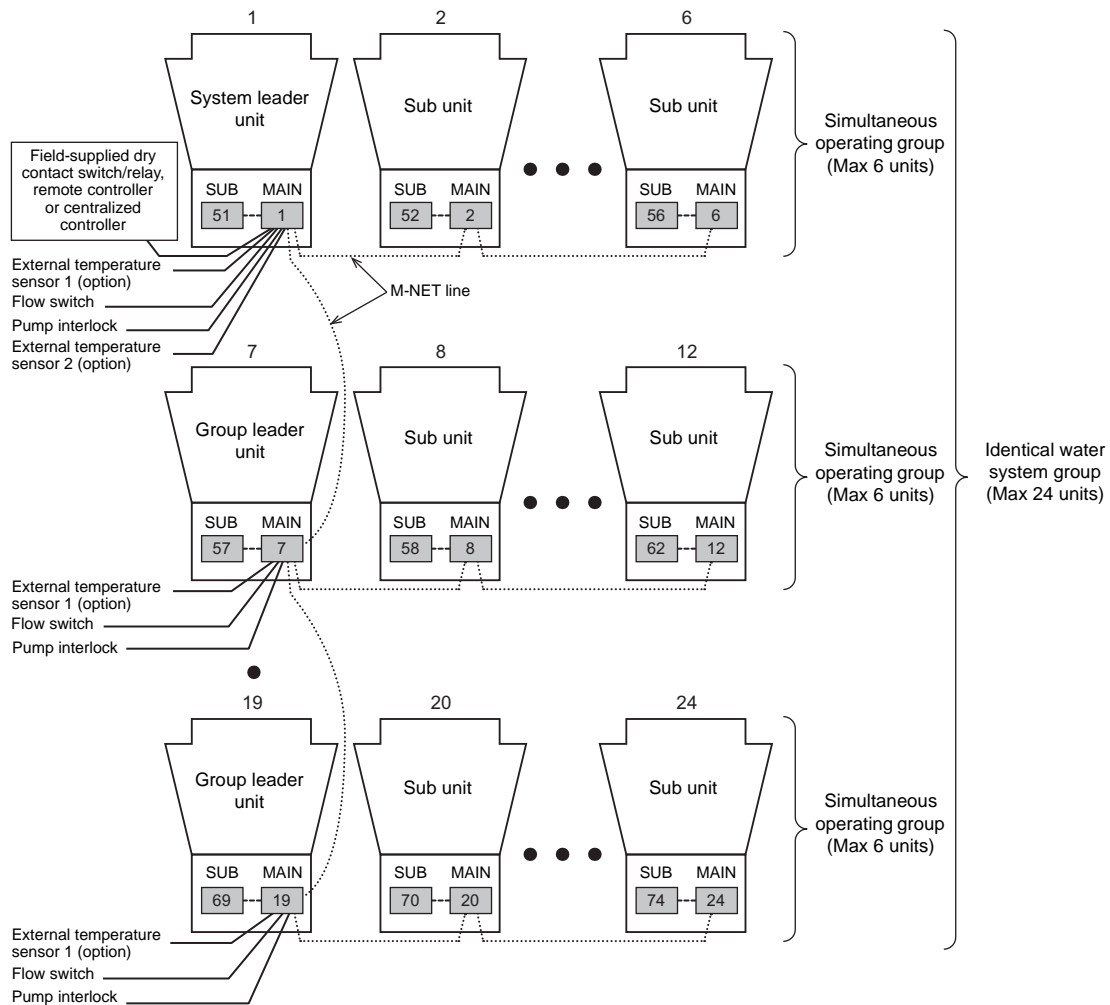 1
2
6
System leader
unit
Sub unit
Sub unit
Simultaneous
operating group
(Max 6 units)
Field-supplied dry
contact switch/relay,
remote controller
or centralized
controller
SUB MAIN
51 1
SUB MAIN
52 2
SUB MAIN
56 6
External temperature
sensor 1 (option)
Flow switch
Pump interlock
External temperature
sensor 2 (option)
M-NET line
7
8
12
Group leader
unit
Sub unit
Sub unit
Simultaneous
operating group
(Max 6 units)
Identical water
system group
(Max 24 units)
SUB MAIN
57 7
SUB MAIN
58 8
SUB MAIN
62 12
External temperature
sensor 1 (option)
Flow switch
Pump interlock
19
20
24
Group leader
unit
Sub unit
Sub unit
Simultaneous
operating group
(Max 6 units)
SUB MAIN
69 19
SUB MAIN
70 20
SUB MAIN
74 24
External temperature
sensor 1 (option)
Flow switch
Pump interlock